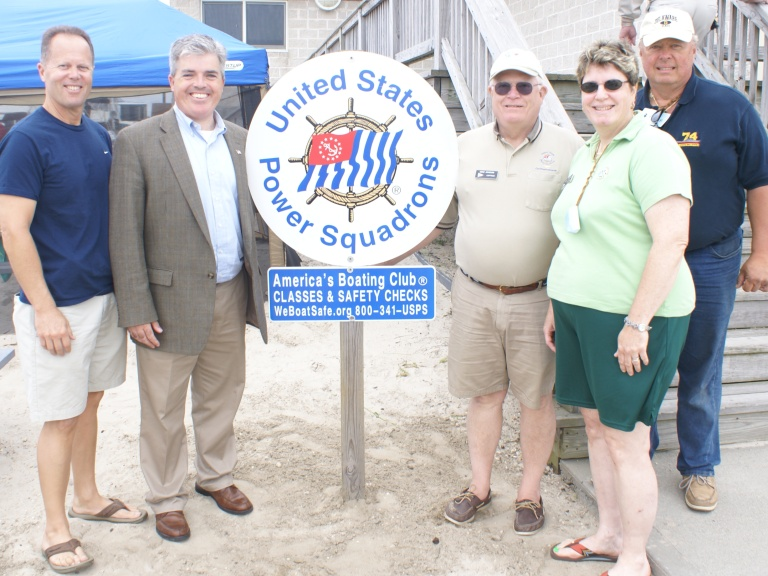 United States
Power Squadrons
®
America's Boating Club®
CLASSES & SAFETY CHECKS
WeBoatSafe.org 800-341-USPS
74